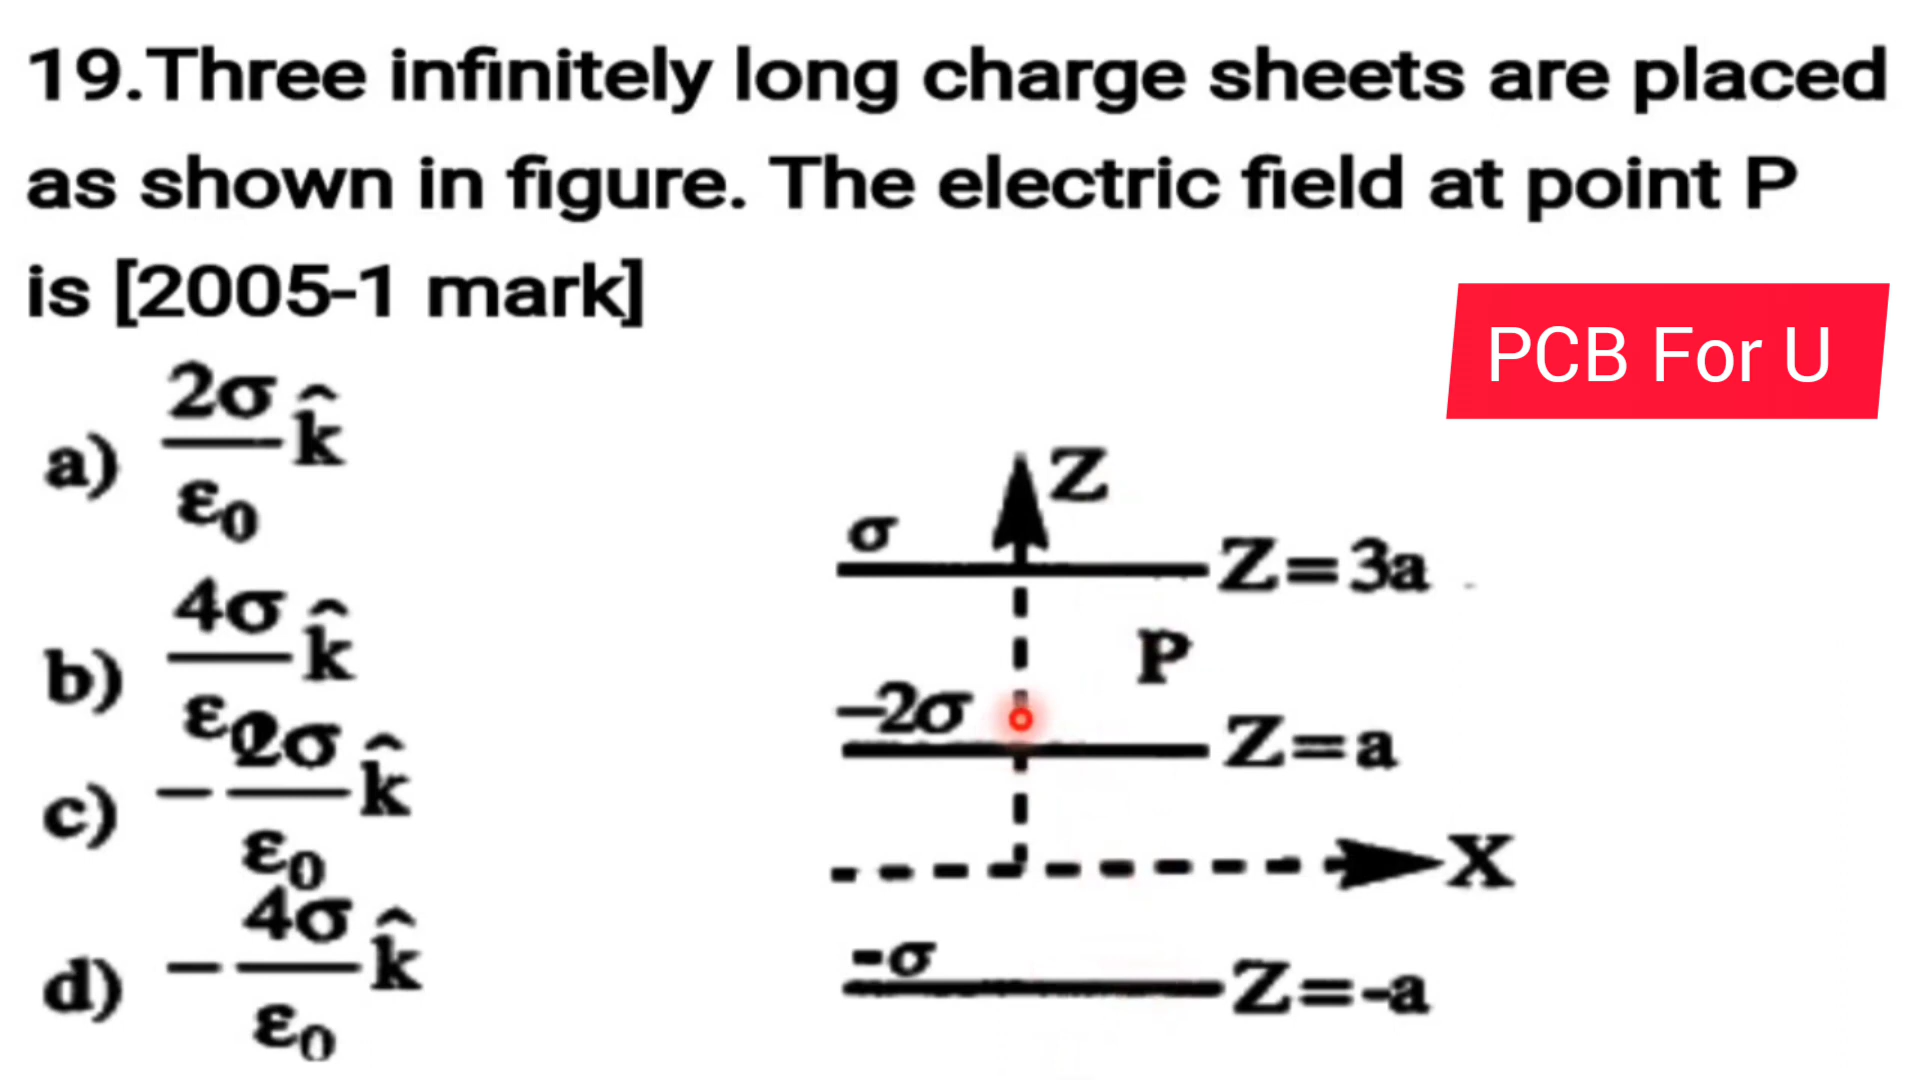 19.Three infinitely long charge sheets are placed
as shown in figure. The electric field at point P
is [2005-1 mark]
PCB For U
a) 2σ/ε₀ k̂
b) 4σ/ε₀ k̂
c) −2σ/ε₀ k̂
d) −4σ/ε₀ k̂
Z
σ
Z=3a
P
−2σ
Z=a
X
-σ
Z=-a